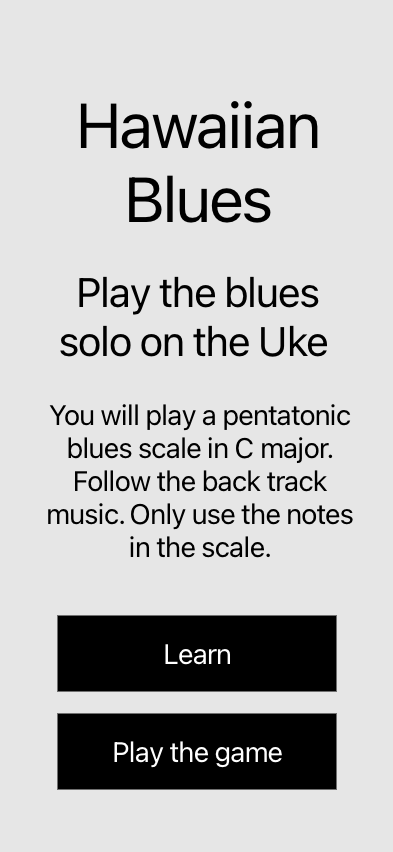 Hawaiian
Blues
Play the blues
solo on the Uke
You will play a pentatonic
blues scale in C major.
Follow the back track
music. Only use the notes
in the scale.
Learn
Play the game